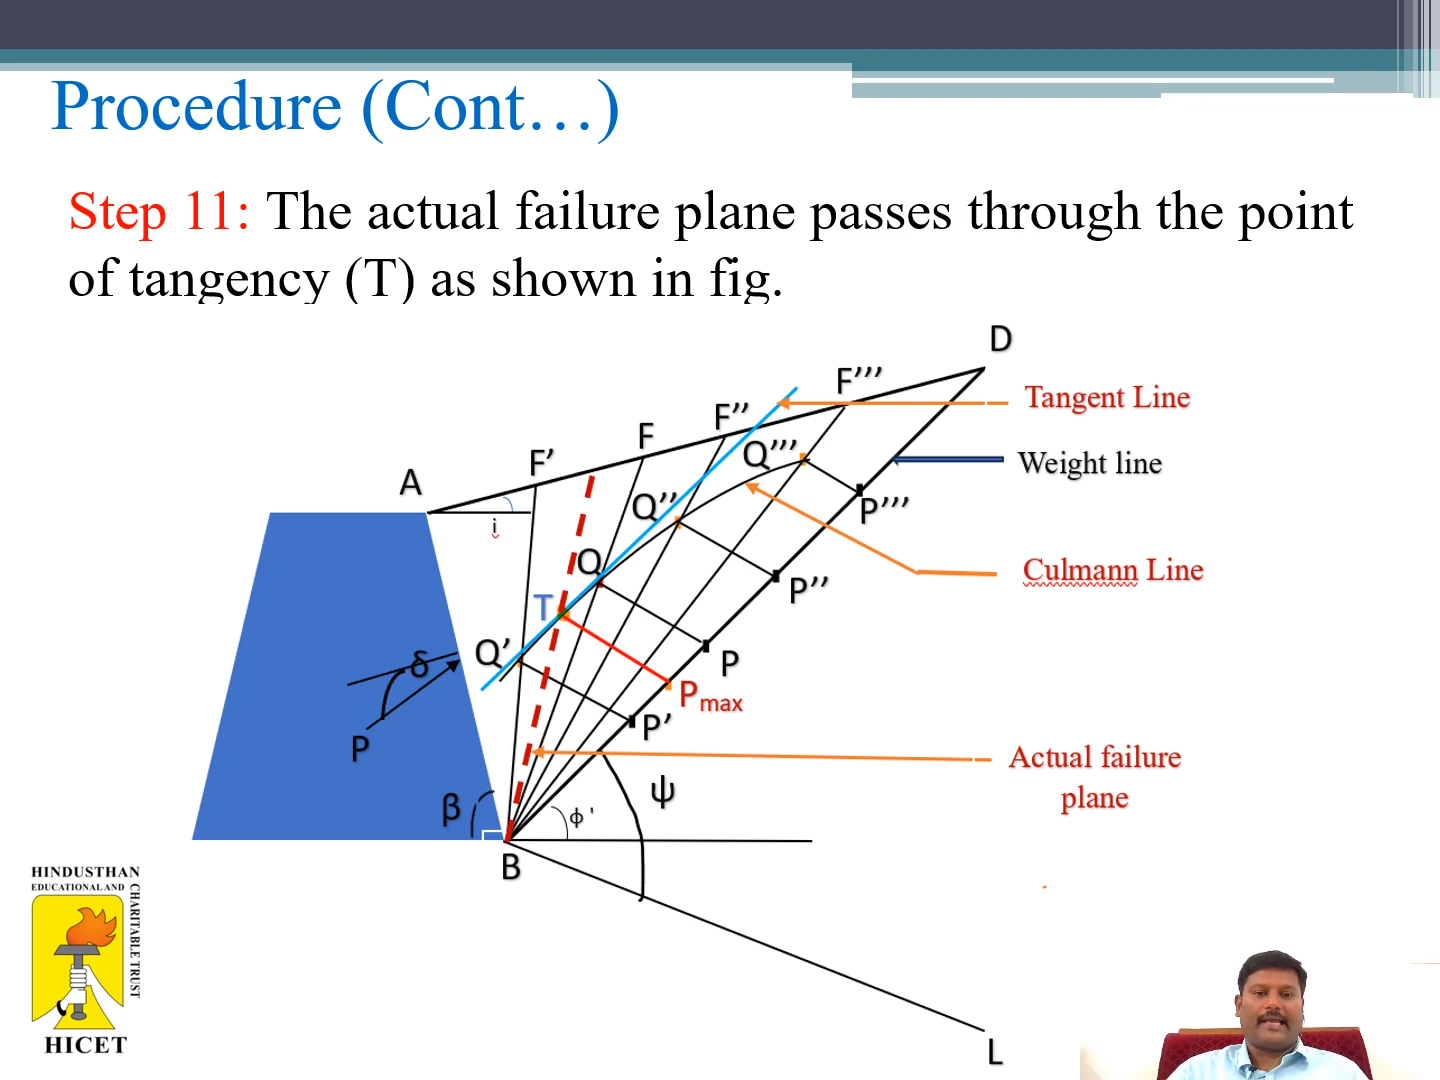 Procedure (Cont…)
Step 11: The actual failure plane passes through the point
of tangency (T) as shown in fig.
D
F’’’
Tangent Line
F’’
F
Q’’’
F’
Weight line
A
Q’’
P’’’
i
Q
Culmann Line
P’’
T
Q’
P
δ
Pmax
P’
P
Actual failure
plane
ψ
β
ϕ '
B
L
HINDUSTHAN
EDUCATIONAL AND
CHARITABLE TRUST
HICET